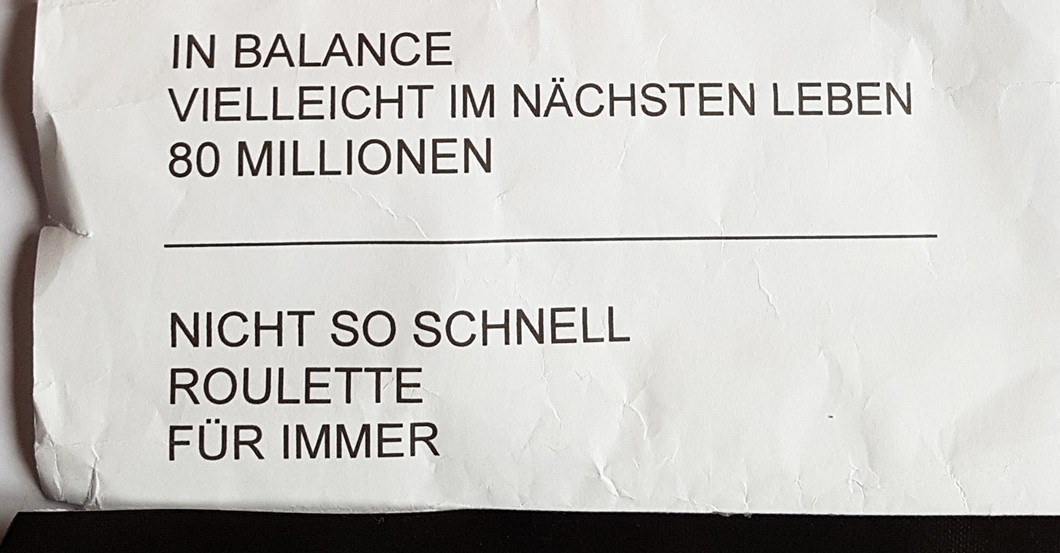 IN BALANCE
VIELLEICHT IM NÄCHSTEN LEBEN
80 MILLIONEN
NICHT SO SCHNELL
ROULETTE
FÜR IMMER